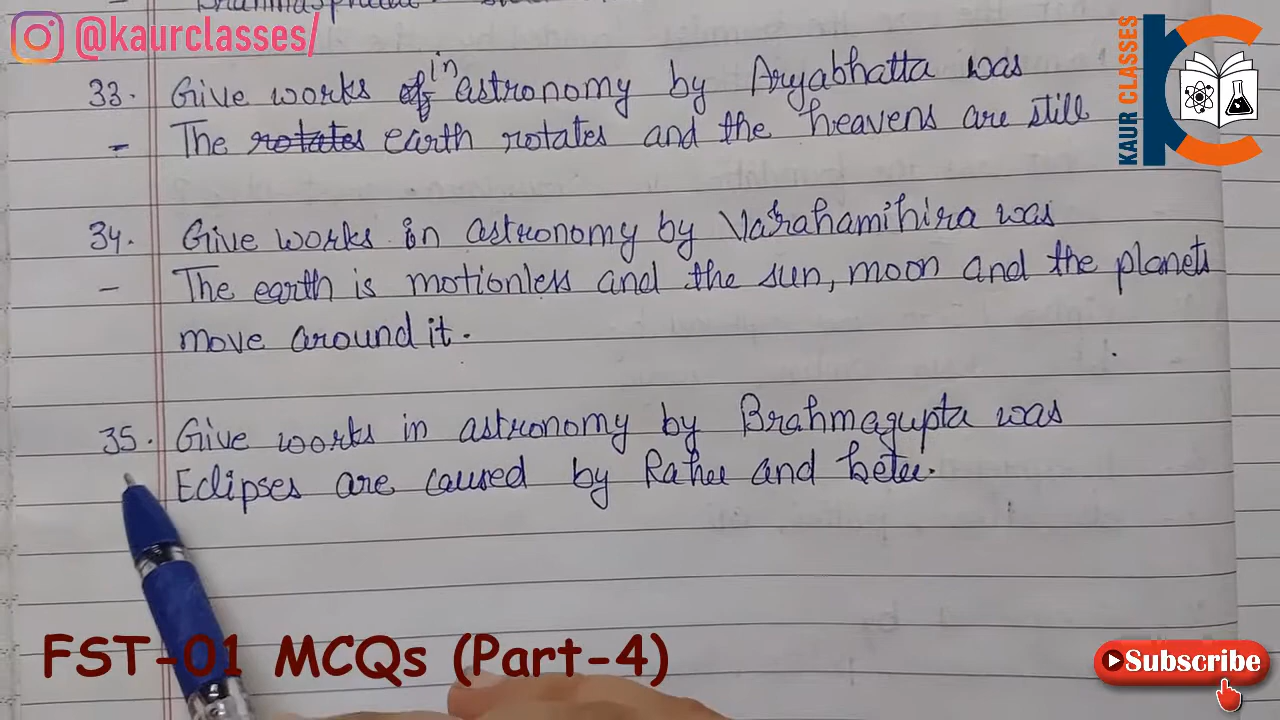 @kaurclasses/
KAUR CLASSES
33. Give works in astronomy by Aryabhatta was
- The rotates earth rotates and the heavens are still
34. Give works in astronomy by Varahamihira was
- The earth is motionless and the sun, moon and the planets
move around it.
35. Give works in astronomy by Brahmagupta was
Eclipses are caused by Rahu and ketu.
FST-01 MCQs (Part-4)
Subscribe